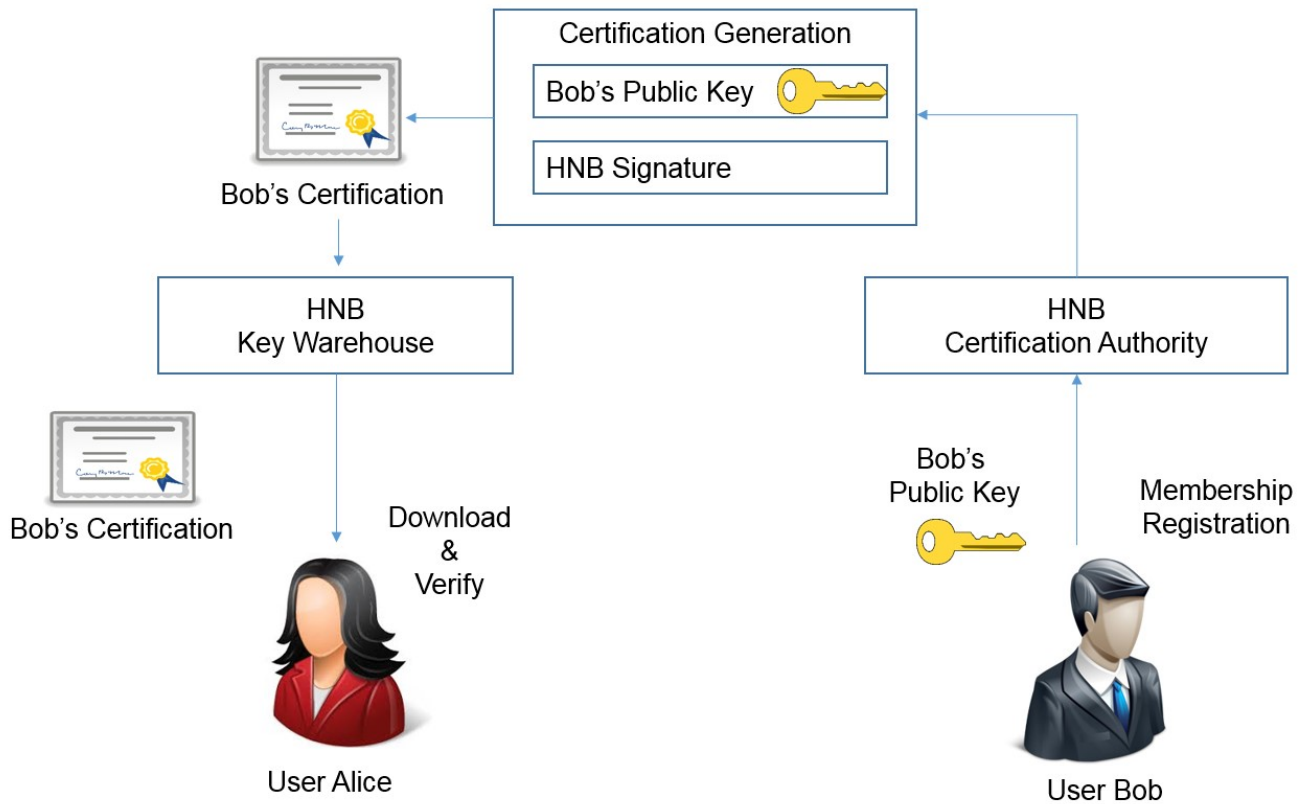 Certification Generation
Bob's Public Key
HNB Signature
Bob's Certification
HNB
Key Warehouse
HNB
Certification Authority
Bob's Certification
Download
&
Verify
Bob's
Public Key
Membership
Registration
User Alice
User Bob